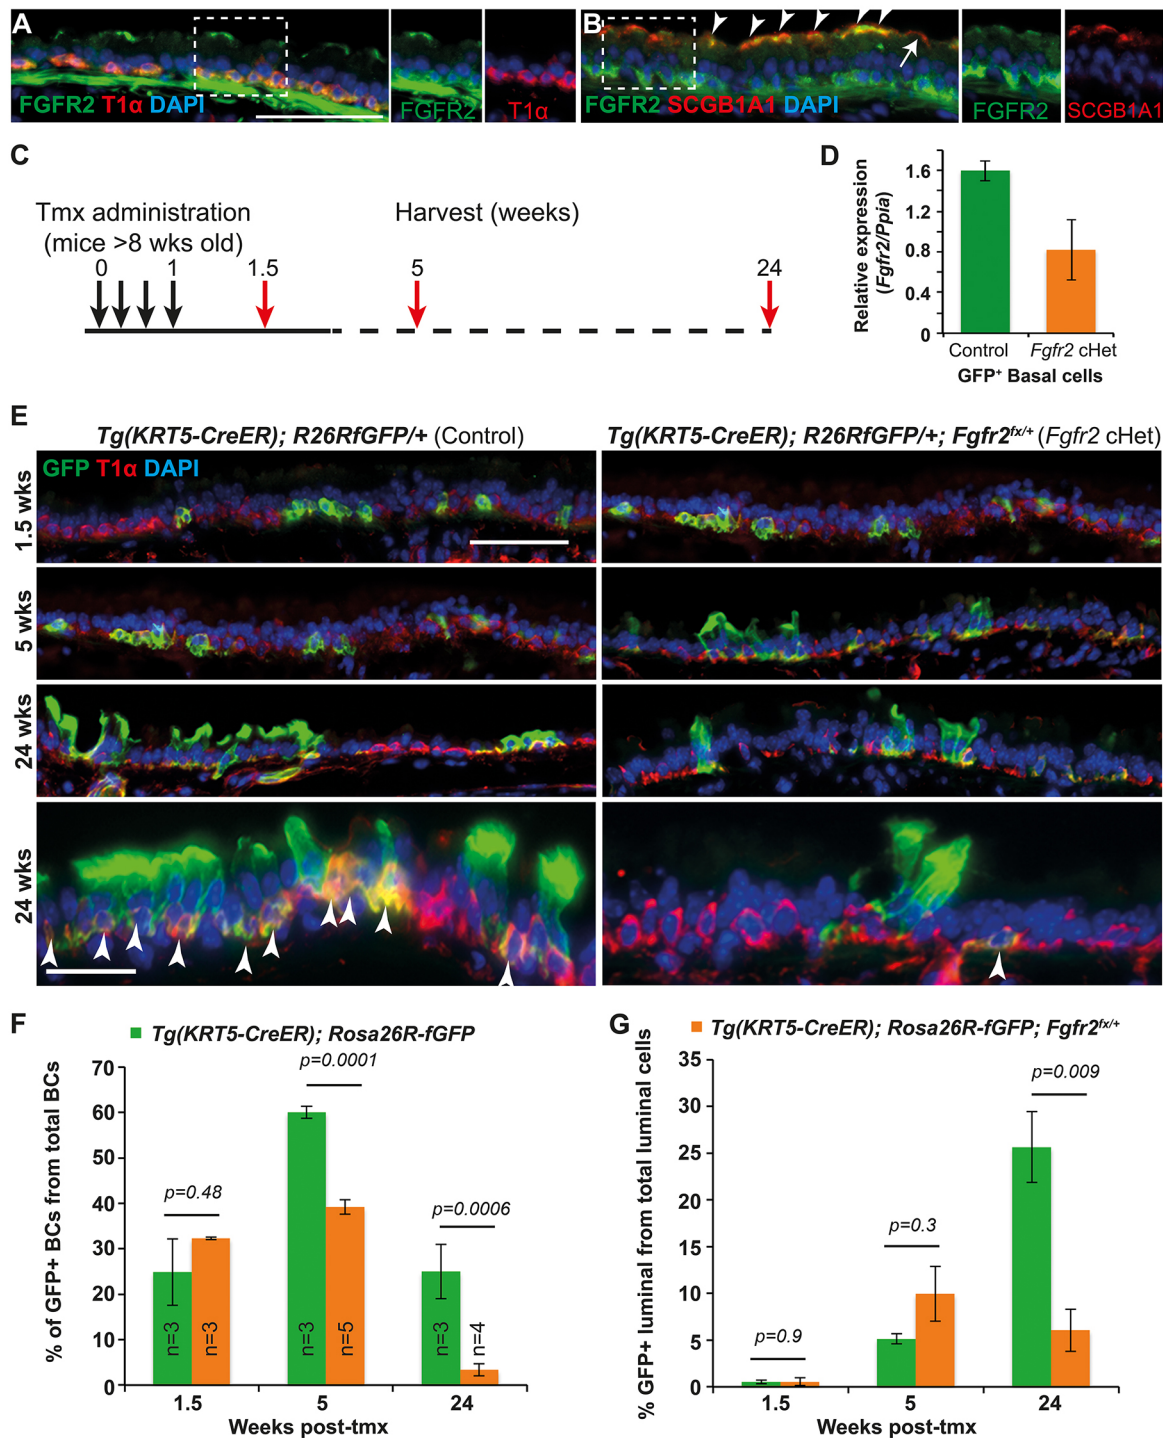 A
FGFR2 T1α DAPI
FGFR2
T1α
B
FGFR2 SCGB1A1 DAPI
FGFR2
SCGB1A1
C
Tmx administration
(mice >8 wks old)
Harvest (weeks)
0 1 1.5 5 24
D
Relative expression
(Fgfr2/Ppia)
1.6
1.2
0.8
0.4
0
Control Fgfr2 cHet
GFP+ Basal cells
E
Tg(KRT5-CreER); R26RfGFP/+ (Control)
Tg(KRT5-CreER); R26RfGFP/+; Fgfr2fx/+ (Fgfr2 cHet)
GFP T1α DAPI
1.5 wks
5 wks
24 wks
24 wks
F
Tg(KRT5-CreER); Rosa26R-fGFP
% of GFP+ BCs from total BCs
70
60
50
40
30
20
10
0
p=0.48
p=0.0001
p=0.0006
n=3
n=3
n=3
n=5
n=3
n=4
1.5 5 24
Weeks post-tmx
G
Tg(KRT5-CreER); Rosa26R-fGFP; Fgfr2fx/+
% GFP+ luminal from total luminal cells
35
30
25
20
15
10
5
0
p=0.9
p=0.3
p=0.009
1.5 5 24
Weeks post-tmx